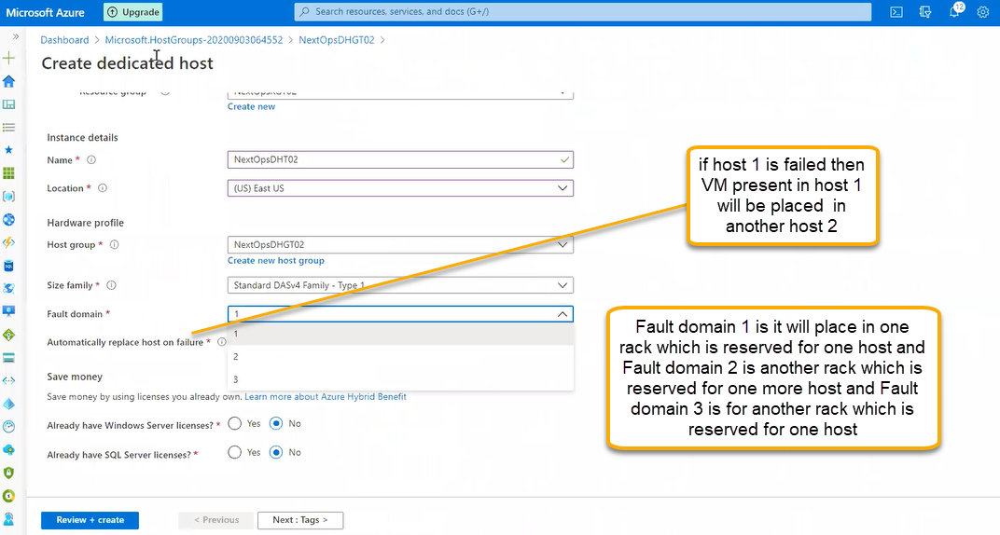 Microsoft Azure
Upgrade
Search resources, services, and docs (G+/)
12
Dashboard > Microsoft.HostGroups-20200903064552 > NextOpsDHGT02 >
Create dedicated host
Resource group
NextOpsRGT02
Create new
Instance details
Name *
NextOpsDHT02
Location *
(US) East US
Hardware profile
Host group *
NextOpsDHGT02
Create new host group
Size family *
Standard DASv4 Family - Type 1
Fault domain *
1
1
2
3
Automatically replace host on failure *
Save money
Save money by using licenses you already own. Learn more about Azure Hybrid Benefit
Already have Windows Server licenses? *
Yes
No
Already have SQL Server licenses? *
Yes
No
Review + create
< Previous
Next : Tags >
if host 1 is failed then
VM present in host 1
will be placed in
another host 2
Fault domain 1 is it will place in one
rack which is reserved for one host and
Fault domain 2 is another rack which is
reserved for one more host and Fault
domain 3 is for another rack which is
reserved for one host